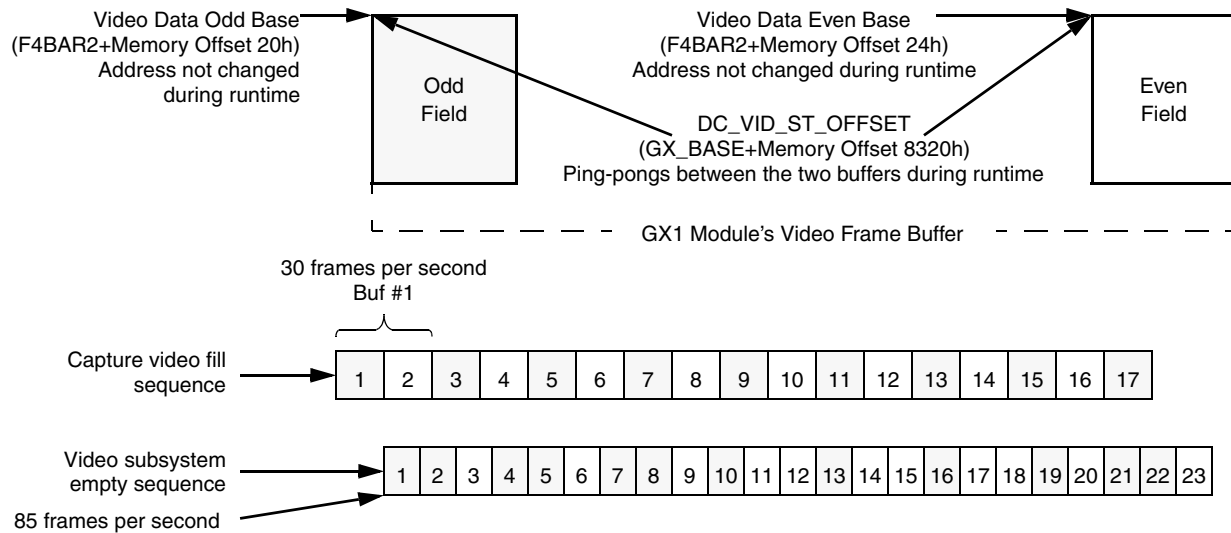 Video Data Odd Base
(F4BAR2+Memory Offset 20h)
Address not changed
during runtime
Odd
Field
Video Data Even Base
(F4BAR2+Memory Offset 24h)
Address not changed during runtime
Even
Field
DC_VID_ST_OFFSET
(GX_BASE+Memory Offset 8320h)
Ping-pongs between the two buffers during runtime
GX1 Module's Video Frame Buffer
30 frames per second
Buf #1
Capture video fill
sequence
1 2 3 4 5 6 7 8 9 10 11 12 13 14 15 16 17
Video subsystem
empty sequence
1 2 3 4 5 6 7 8 9 10 11 12 13 14 15 16 17 18 19 20 21 22 23
85 frames per second